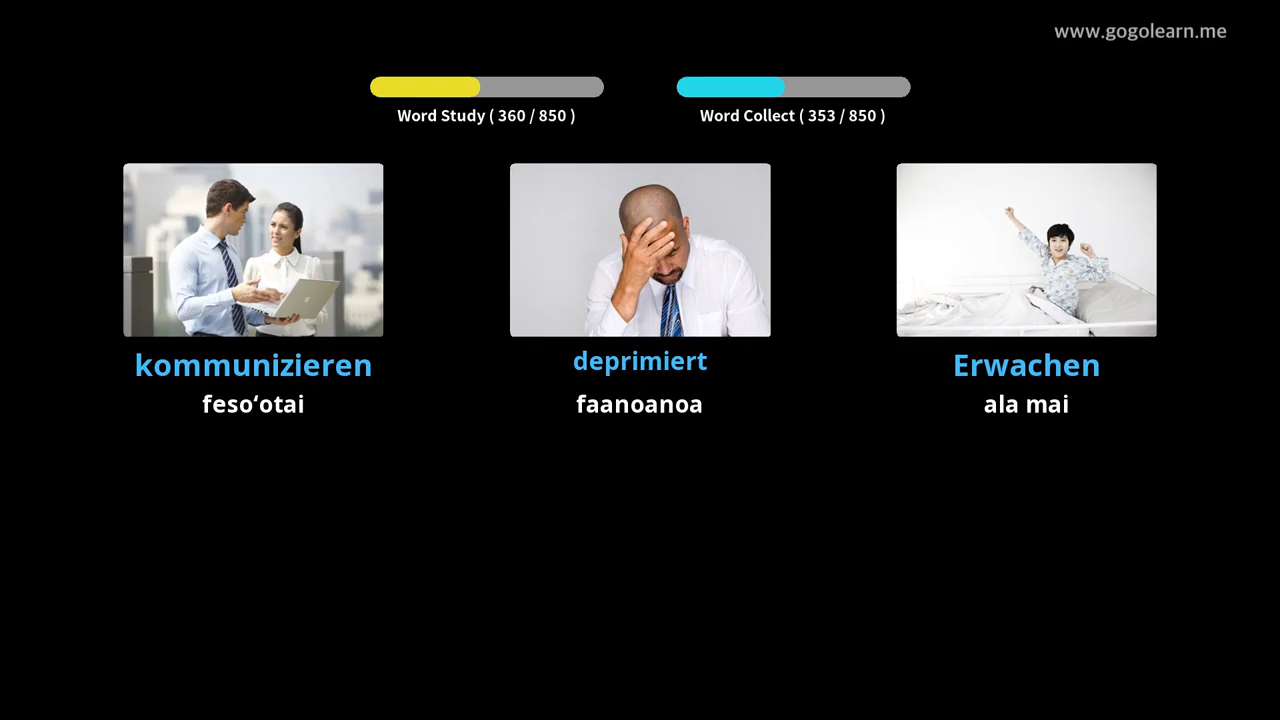 www.gogolearn.me
Word Study ( 360 / 850 )
Word Collect ( 353 / 850 )
kommunizieren
deprimiert
Erwachen
fesoʻotai
faanoanoa
ala mai